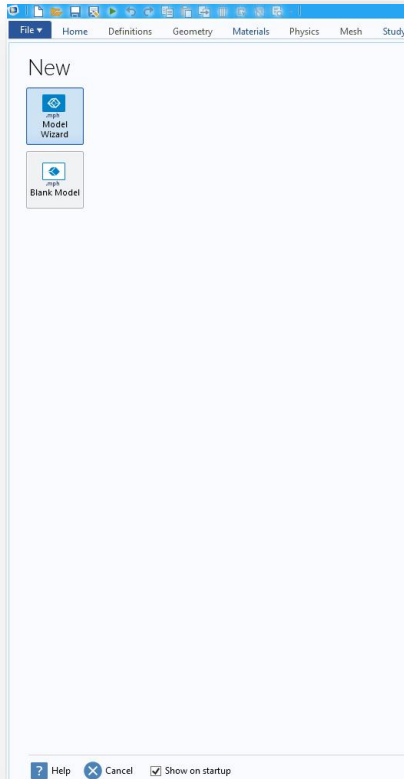 File Home Definitions Geometry Materials Physics Mesh Study
New
.mph
Model
Wizard
.mph
Blank Model
? Help Cancel Show on startup